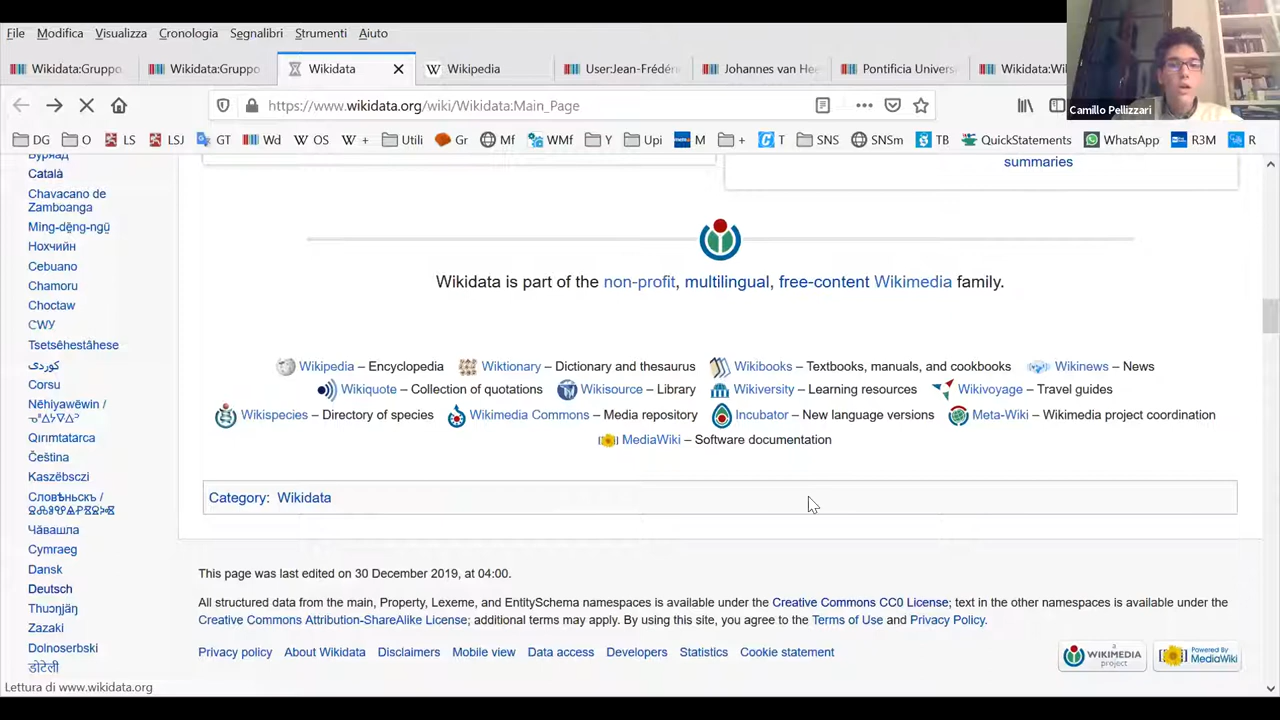 File Modifica Visualizza Cronologia Segnalibri Strumenti Aiuto
Wikidata:Gruppo Wikidata:Gruppo Wikidata Wikipedia User:Jean-Frédéri Johannes van He Pontificia Univers Wikidata:Wi
https://www.wikidata.org/wiki/Wikidata:Main_Page
Camillo Pellizzari
DG O LS LSJ GT Wd OS + Utili Gr Mf WMf Y Upi M + T SNS SNSm TB QuickStatements WhatsApp R3M R
Буряад
Català
Chavacano de
Zamboanga
Mìng-dĕ̤ng-ngṳ̄
Нохчийн
Cebuano
Chamoru
Choctaw
ᏣᎳᎩ
Tsetsêhestâhese
کوردی
Corsu
Nēhiyawēwin /
ᓀᐦᐃᔭᐍᐏᐣ
Qırımtatarca
Čeština
Kaszëbsczi
Словѣньскъ /
ⰔⰎⰑⰂⰡⰐⰠⰔⰍⰟ
Чӑвашла
Cymraeg
Dansk
Deutsch
Thuɔŋjäŋ
Zazaki
Dolnoserbski
डोटेली
summaries
Wikidata is part of the non-profit, multilingual, free-content Wikimedia family.
Wikipedia – Encyclopedia Wiktionary – Dictionary and thesaurus Wikibooks – Textbooks, manuals, and cookbooks Wikinews – News
Wikiquote – Collection of quotations Wikisource – Library Wikiversity – Learning resources Wikivoyage – Travel guides
Wikispecies – Directory of species Wikimedia Commons – Media repository Incubator – New language versions Meta-Wiki – Wikimedia project coordination
MediaWiki – Software documentation
Category: Wikidata
This page was last edited on 30 December 2019, at 04:00.
All structured data from the main, Property, Lexeme, and EntitySchema namespaces is available under the Creative Commons CC0 License; text in the other namespaces is available under the
Creative Commons Attribution-ShareAlike License; additional terms may apply. By using this site, you agree to the Terms of Use and Privacy Policy.
Privacy policy About Wikidata Disclaimers Mobile view Data access Developers Statistics Cookie statement
a WIKIMEDIA project
Powered By MediaWiki
Lettura di www.wikidata.org